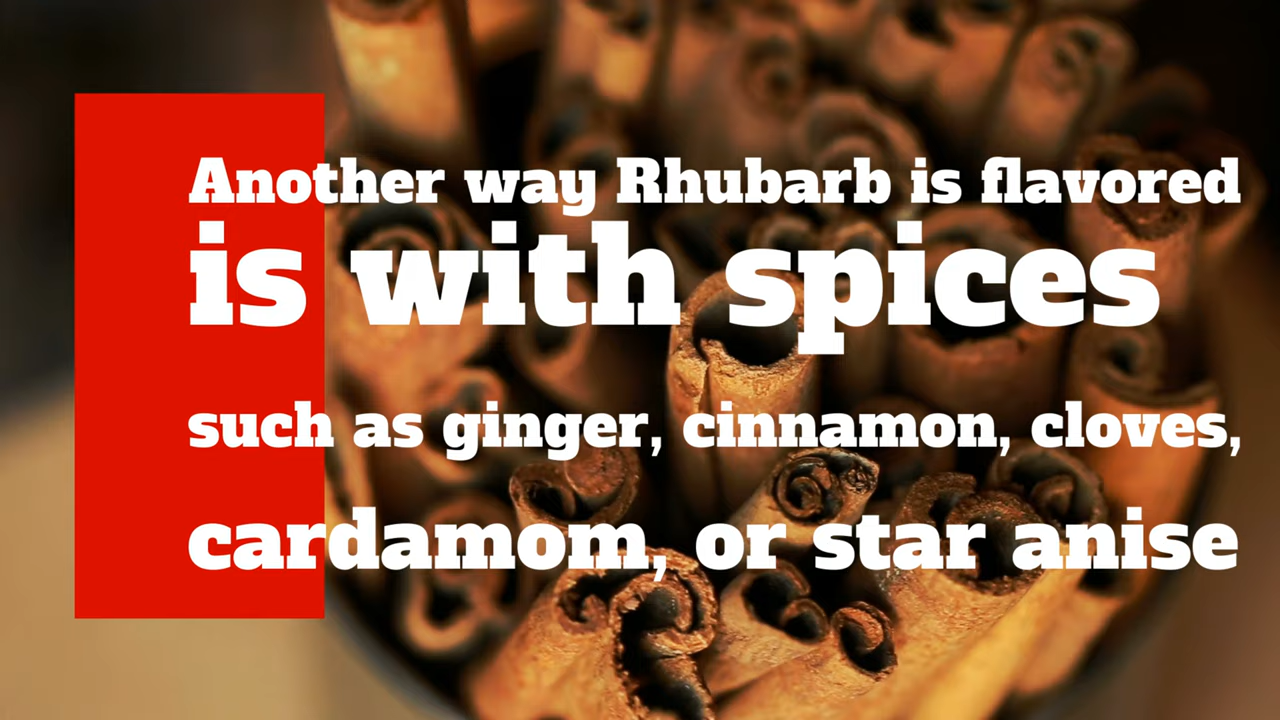 Another way Rhubarb is flavored
is with spices
such as ginger, cinnamon, cloves,
cardamom, or star anise